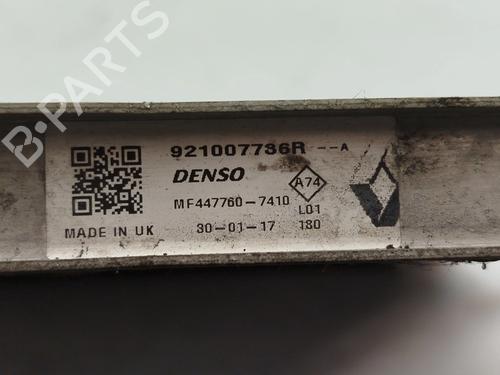 921007736R --A
DENSO
A74
MF447760-7410 L01
MADE IN UK 30-01-17 180
B-PARTS